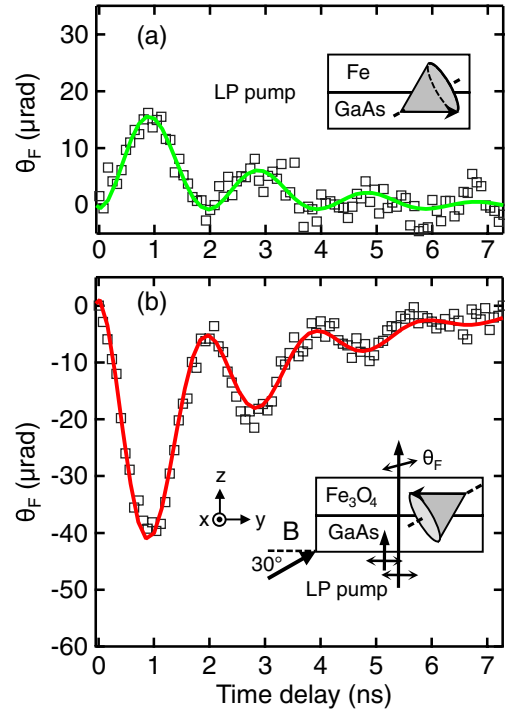 (a)
LP pump
Fe
GaAs
θF (μrad)
30
20
10
0
0 1 2 3 4 5 6 7
(b)
θF (μrad)
0
-10
-20
-30
-40
-50
-60
z
x y
B
30°
θF
Fe3O4
GaAs
LP pump
0 1 2 3 4 5 6 7
Time delay (ns)